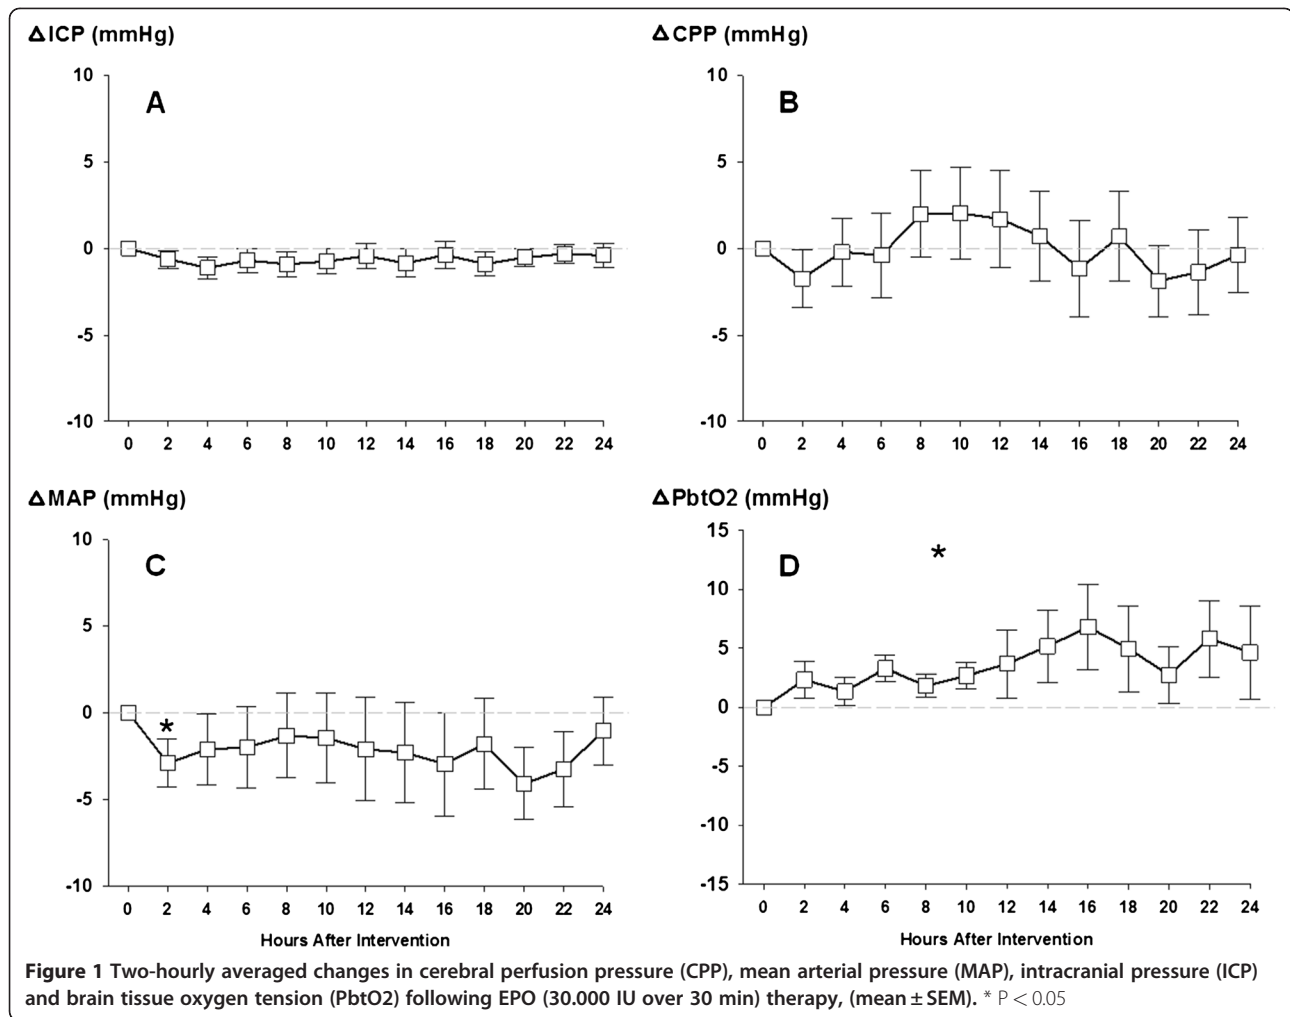 ΔICP (mmHg)
ΔCPP (mmHg)
10
A
5
0
-5
-10
0 2 4 6 8 10 12 14 16 18 20 22 24
10
B
5
0
-5
-10
0 2 4 6 8 10 12 14 16 18 20 22 24
ΔMAP (mmHg)
ΔPbtO2 (mmHg)
10
C
5
0
*
-5
-10
0 2 4 6 8 10 12 14 16 18 20 22 24
Hours After Intervention
15
*
D
10
5
0
-5
-10
-15
0 2 4 6 8 10 12 14 16 18 20 22 24
Hours After Intervention
Figure 1 Two-hourly averaged changes in cerebral perfusion pressure (CPP), mean arterial pressure (MAP), intracranial pressure (ICP)
and brain tissue oxygen tension (PbtO2) following EPO (30.000 IU over 30 min) therapy, (mean ± SEM). * P < 0.05